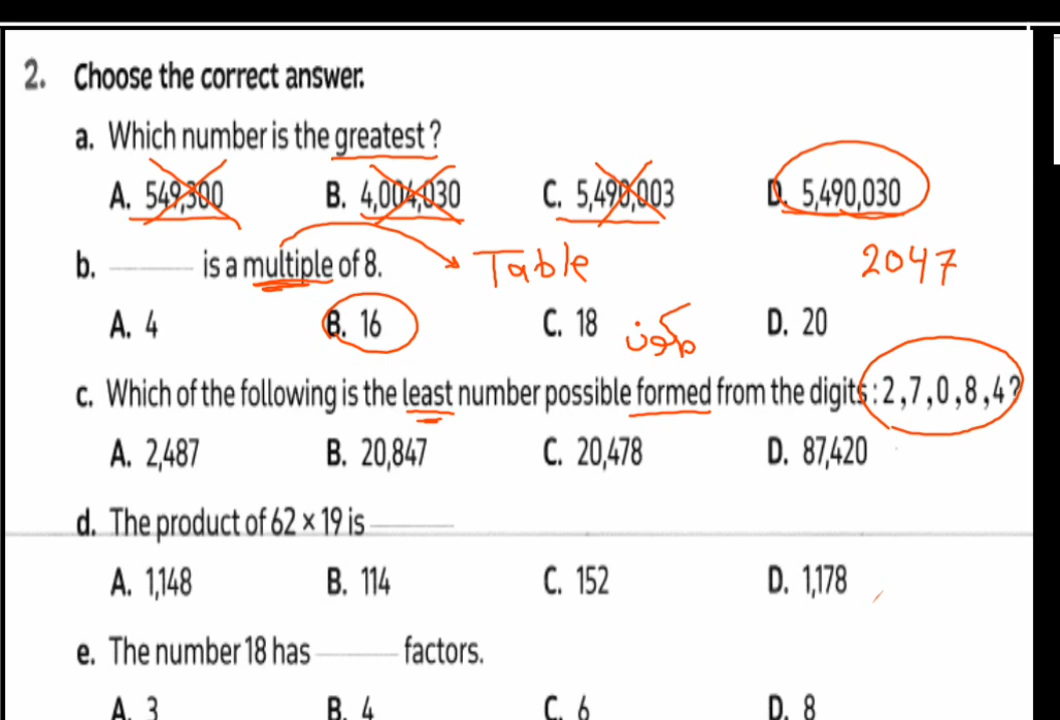 2. Choose the correct answer.
a. Which number is the greatest?
A. 549,300 B. 4,004,030 C. 5,490,003 D. 5,490,030
b. ______ is a multiple of 8. Table 2047
A. 4 B. 16 C. 18 D. 20
c. Which of the following is the least number possible formed from the digits : 2,7,0,8,4?
A. 2,487 B. 20,847 C. 20,478 D. 87,420
d. The product of 62 × 19 is ______
A. 1,148 B. 114 C. 152 D. 1,178
e. The number 18 has ______ factors.
A. 3 B. 4 C. 6 D. 8